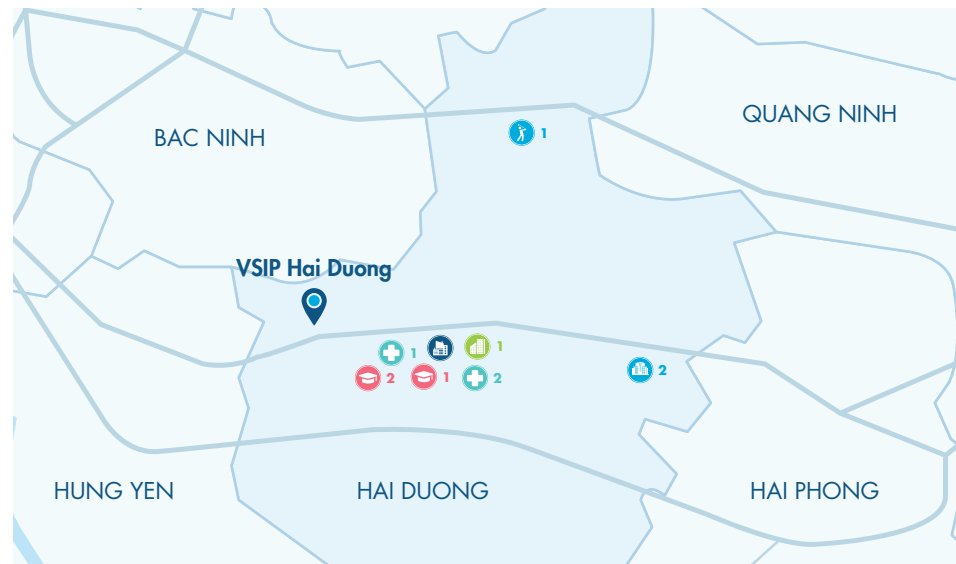 QUANG NINH
BAC NINH
1
VSIP Hai Duong
1
1
2
1
2
2
HUNG YEN
HAI DUONG
HAI PHONG